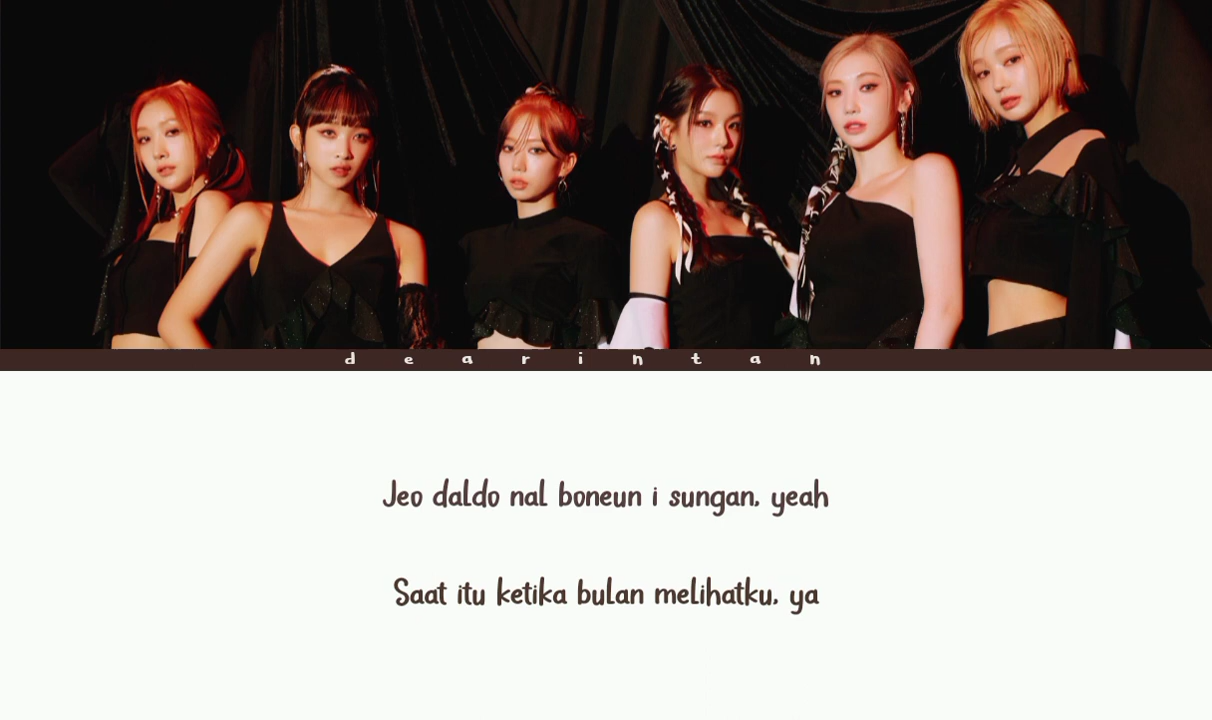 d e a r i n t a n
Jeo daldo nal boneun i sungan, yeah
Saat itu ketika bulan melihatku, ya